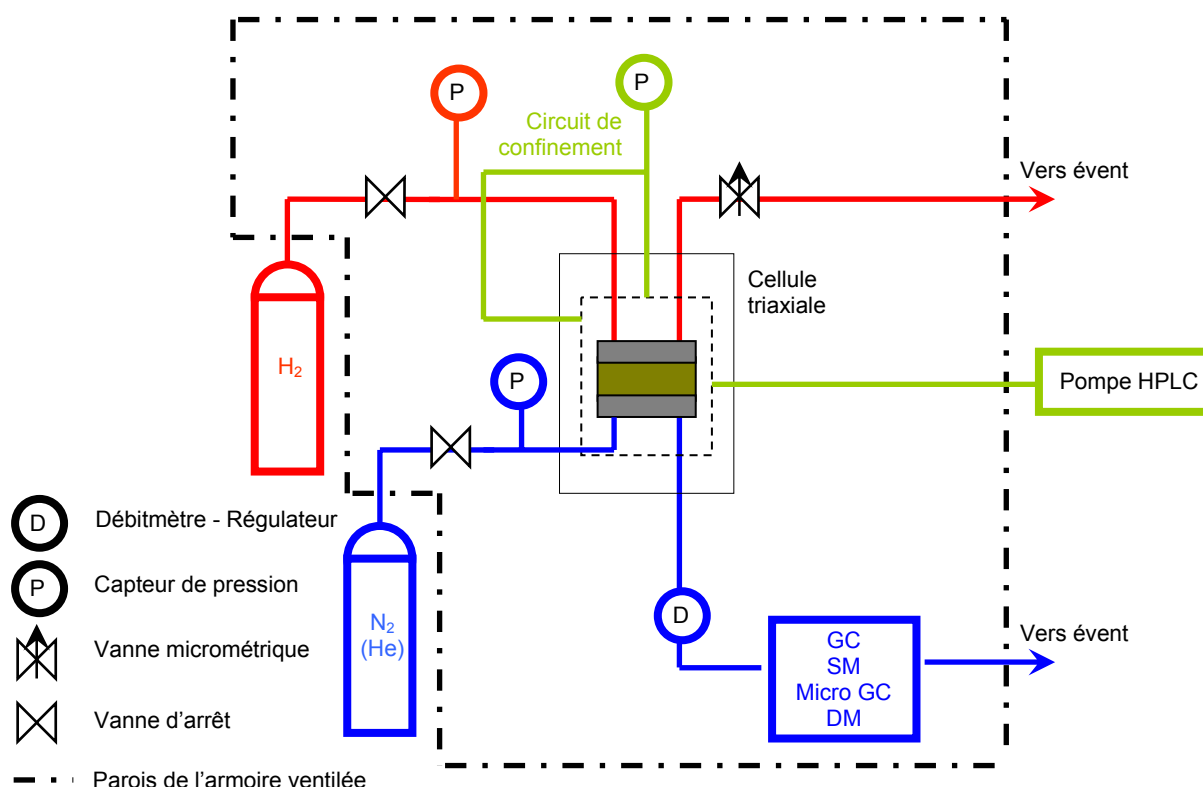 P
P
Circuit de
confinement
Vers évent
Cellule
triaxiale
H2
P
Pompe HPLC
D
Débitmètre - Régulateur
P
Capteur de pression
Vanne micrométrique
Vanne d'arrêt
Parois de l'armoire ventilée
N2
(He)
D
GC
SM
Micro GC
DM
Vers évent